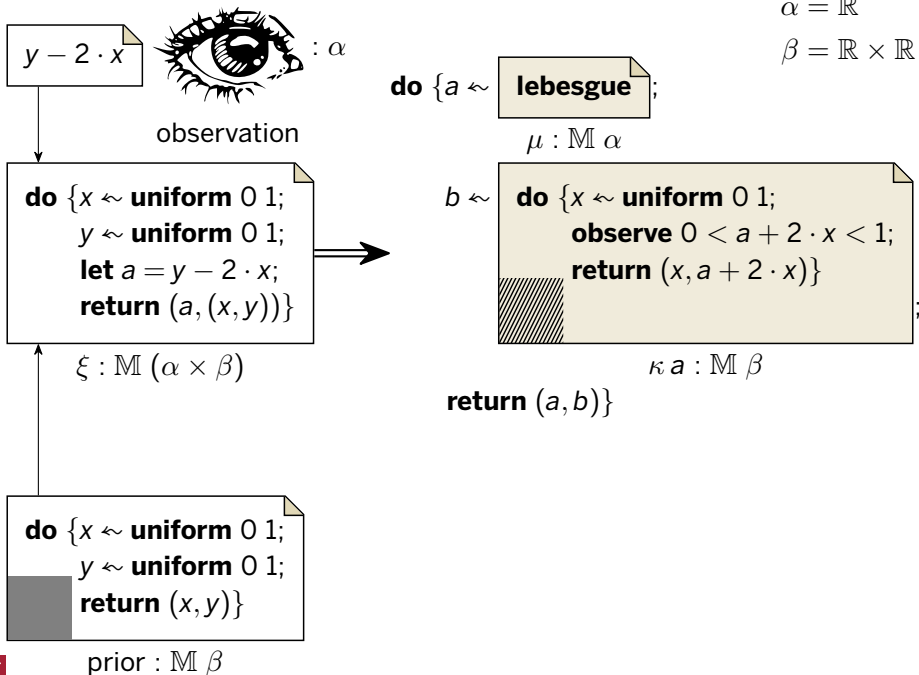 y − 2 · x
: α
observation
do {x ⇜ uniform 0 1;
y ⇜ uniform 0 1;
let a = y − 2 · x;
return (a, (x, y))}
ξ : 𝕄 (α × β)
do {x ⇜ uniform 0 1;
y ⇜ uniform 0 1;
return (x, y)}
prior : 𝕄 β
α = ℝ
β = ℝ × ℝ
do {a ⇜ lebesgue ;
μ : 𝕄 α
b ⇜ do {x ⇜ uniform 0 1;
observe 0 < a + 2 · x < 1;
return (x, a + 2 · x)}
;
κ a : 𝕄 β
return (a, b)}